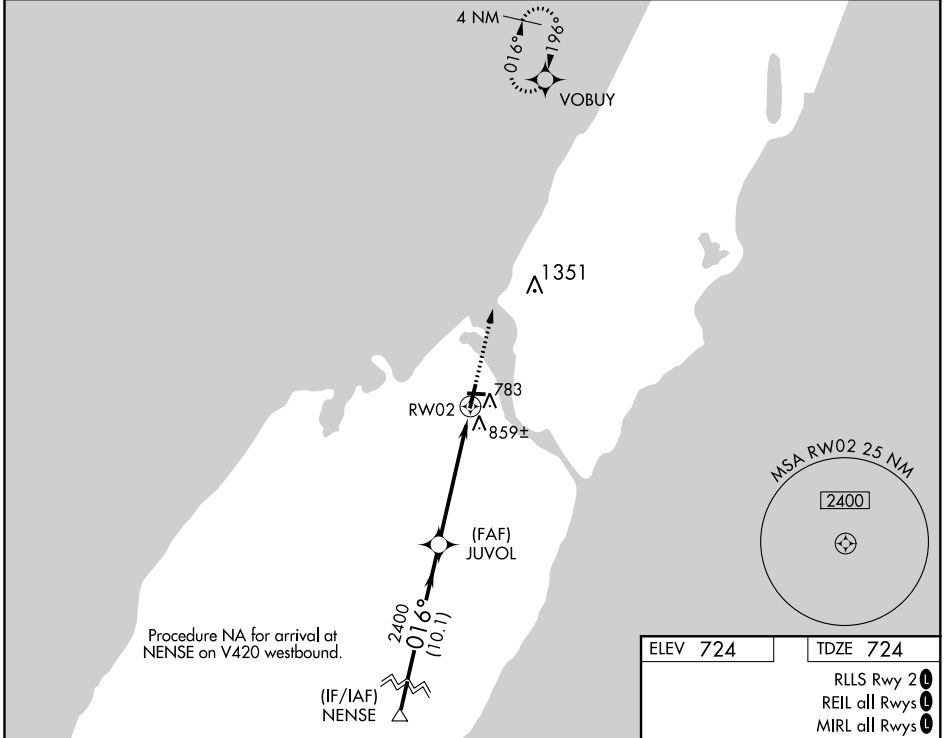 4 NM
016°
196°
VOBUY
1351
783
RW02
859±
MSA RW02 25 NM
2400
(FAF)
JUVOL
2400
016°
(10.1)
Procedure NA for arrival at
NENSE on V420 westbound.
(IF/IAF)
NENSE
ELEV 724
TDZE 724
RLLS Rwy 2 L
REIL all Rwys L
MIRL all Rwys L